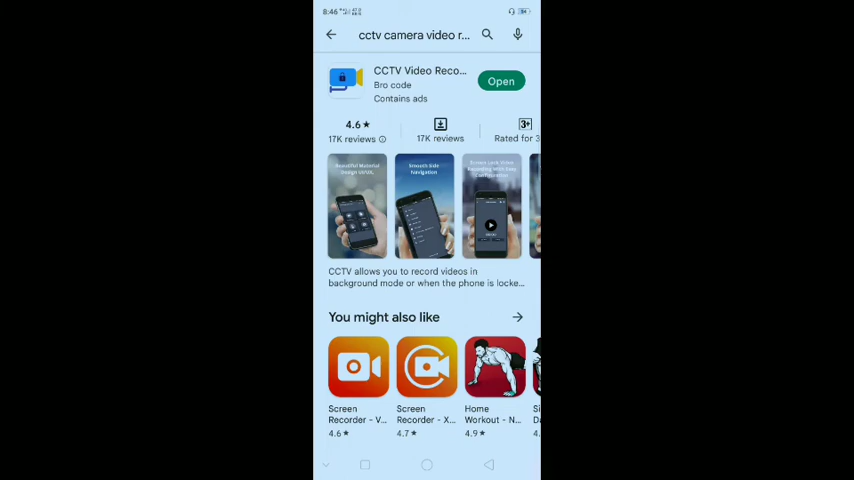 8:46
cctv camera video r...
CCTV Video Reco...
Bro code
Open
Contains ads
4.6★
17K reviews
17K reviews
3+
Rated for 3
Beautiful Material
Design UI/UX,
Smooth Side
Navigation
Screen Lock Video
Recording With Easy
Configuration
CCTV allows you to record videos in
background mode or when the phone is locke...
You might also like
Screen
Recorder - V...
4.6★
Screen
Recorder - X...
4.7★
Home
Workout - N...
4.9★
Si
D
4.